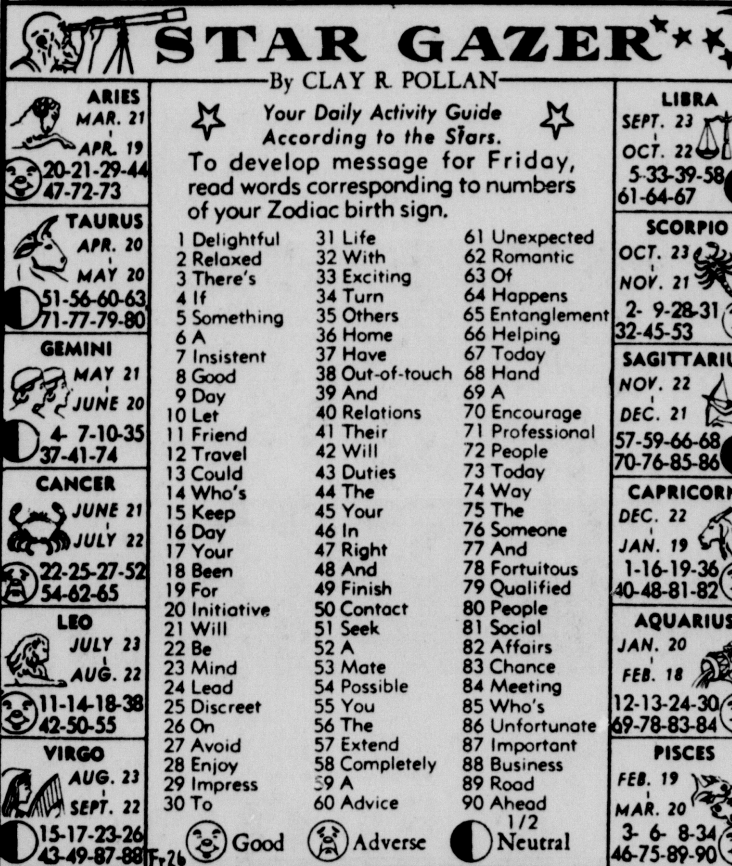 STAR GAZER
By CLAY R. POLLAN
ARIES
MAR. 21
APR. 19
20-21-29-44
47-72-73
TAURUS
APR. 20
MAY 20
51-56-60-63
71-77-79-80
GEMINI
MAY 21
JUNE 20
4- 7-10-35
37-41-74
CANCER
JUNE 21
JULY 22
22-25-27-52
54-62-65
LEO
JULY 23
AUG. 22
11-14-18-38
42-50-55
VIRGO
AUG. 23
SEPT. 22
15-17-23-26
43-49-87-88
Your Daily Activity Guide
According to the Stars.
To develop message for Friday,
read words corresponding to numbers
of your Zodiac birth sign.
1 Delightful
2 Relaxed
3 There's
4 If
5 Something
6 A
7 Insistent
8 Good
9 Day
10 Let
11 Friend
12 Travel
13 Could
14 Who's
15 Keep
16 Day
17 Your
18 Been
19 For
20 Initiative
21 Will
22 Be
23 Mind
24 Lead
25 Discreet
26 On
27 Avoid
28 Enjoy
29 Impress
30 To
31 Life
32 With
33 Exciting
34 Turn
35 Others
36 Home
37 Have
38 Out-of-touch
39 And
40 Relations
41 Their
42 Will
43 Duties
44 The
45 Your
46 In
47 Right
48 And
49 Finish
50 Contact
51 Seek
52 A
53 Mate
54 Possible
55 You
56 The
57 Extend
58 Completely
59 A
60 Advice
61 Unexpected
62 Romantic
63 Of
64 Happens
65 Entanglement
66 Helping
67 Today
68 Hand
69 A
70 Encourage
71 Professional
72 People
73 Today
74 Way
75 The
76 Someone
77 And
78 Fortuitous
79 Qualified
80 People
81 Social
82 Affairs
83 Chance
84 Meeting
85 Who's
86 Unfortunate
87 Important
88 Business
89 Road
90 Ahead
1/2
Good
Adverse
Neutral
LIBRA
SEPT. 23
OCT. 22
5-33-39-58
61-64-67
SCORPIO
OCT. 23
NOV. 21
2- 9-28-31
32-45-53
SAGITTARIU
NOV. 22
DEC. 21
57-59-66-68
70-76-85-86
CAPRICOR
DEC. 22
JAN. 19
1-16-19-36
40-48-81-82
AQUARIUS
JAN. 20
FEB. 18
12-13-24-30
69-78-83-84
PISCES
FEB. 19
MAR. 20
3- 6- 8-34
46-75-89-90